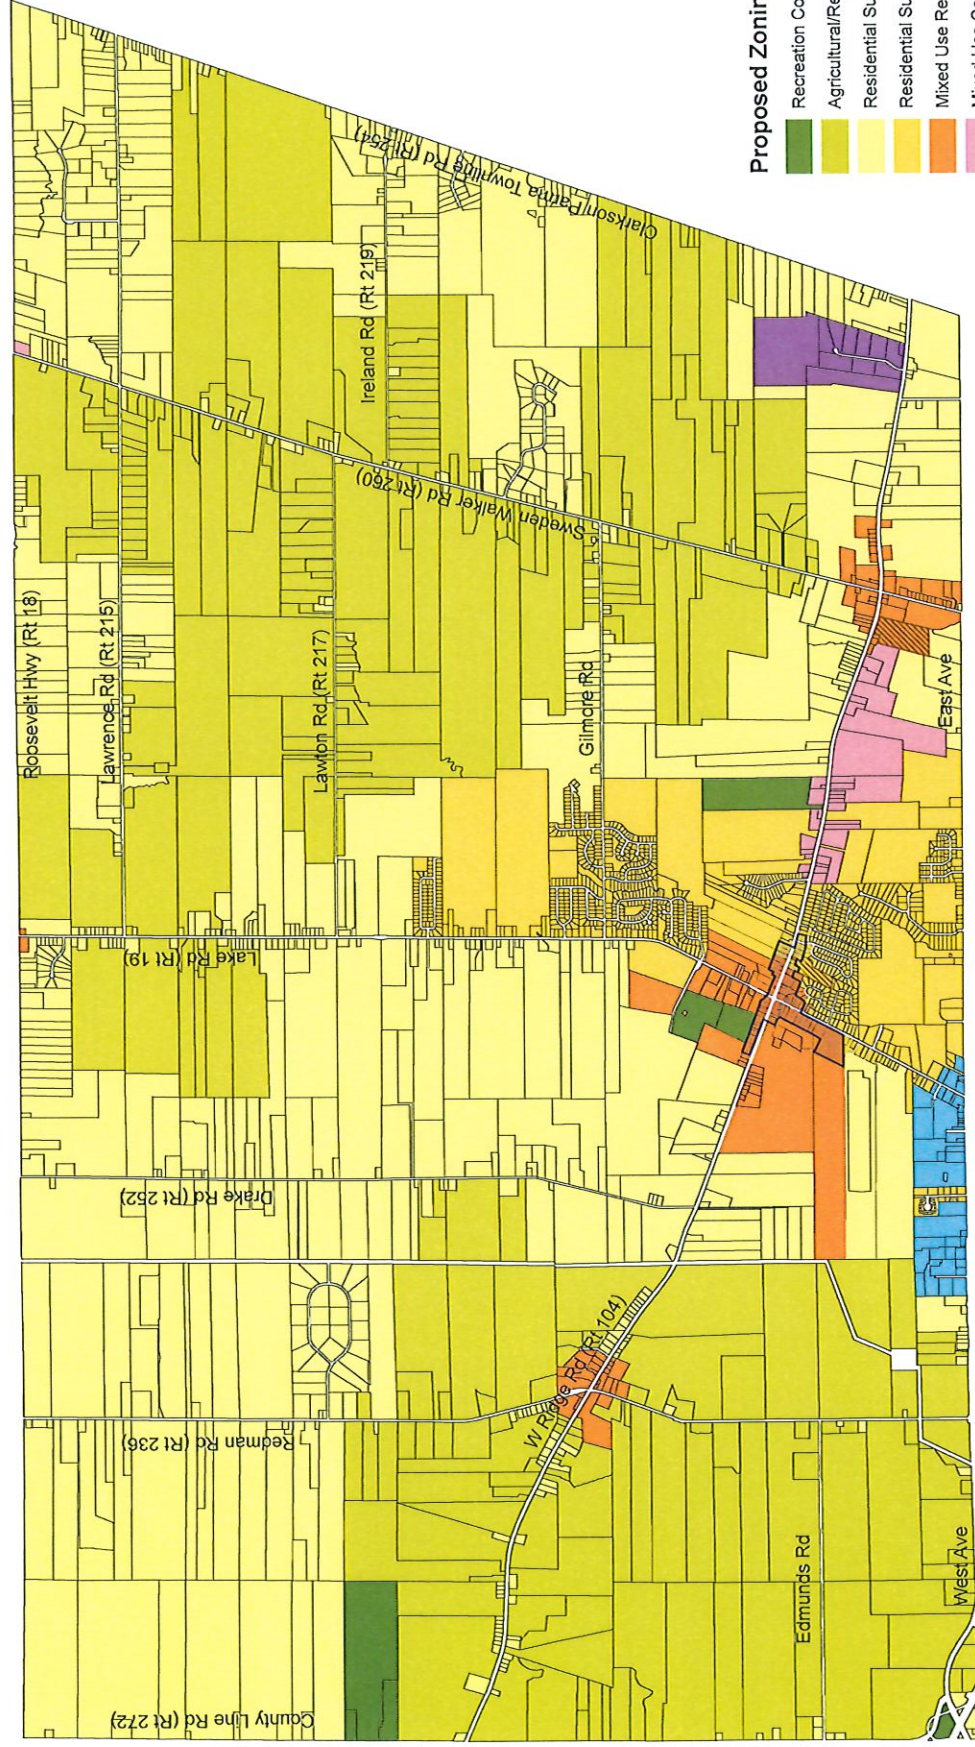 Roosevelt Hwy (Rt 18)
Lawrence Rd (Rt 215)
Clarkson Parma Townline Rd (Rt 254)
Ireland Rd (Rt 219)
Sweden Walker Rd (Rt 260)
Lawton Rd (Rt 217)
Gilmore Rd
Lake Rd (Rt 19)
East Ave
Drake Rd (Rt 252)
W Ridge Rd (Rt 104)
Redman Rd (Rt 236)
Edmunds Rd
West Ave
County Line Rd (Rt 272)
Proposed Zonin
Recreation Co
Agricultural/Re
Residential Su
Residential Su
Mixed Use Re